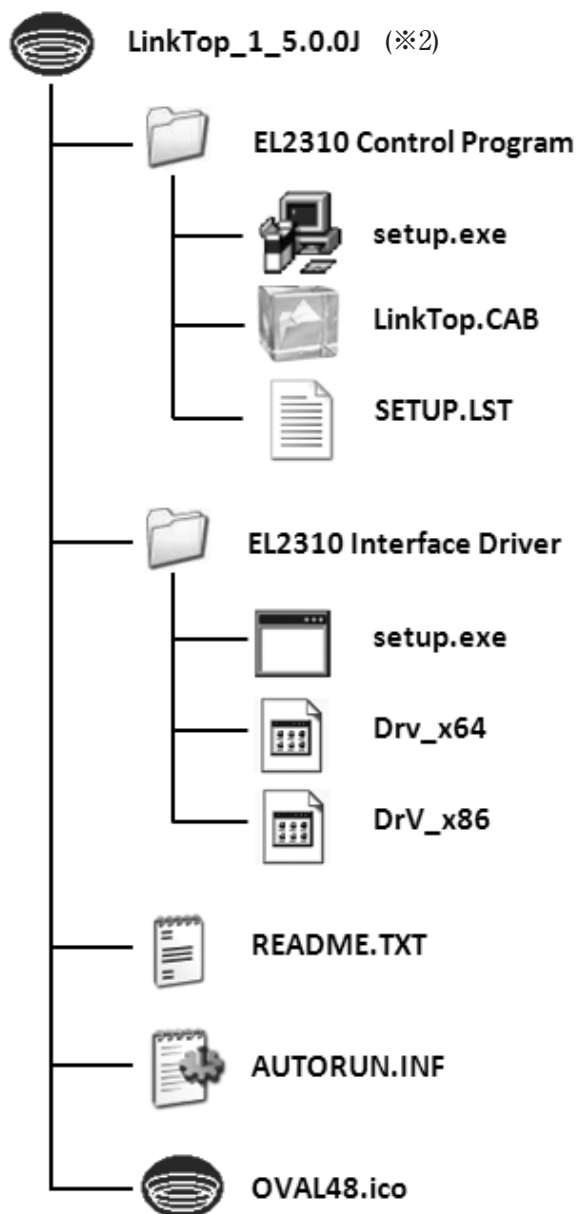 LinkTop_1_5.0.0J (※2)
EL2310 Control Program
setup.exe
LinkTop.CAB
SETUP.LST
EL2310 Interface Driver
setup.exe
Drv_x64
DrV_x86
README.TXT
AUTORUN.INF
OVAL48.ico